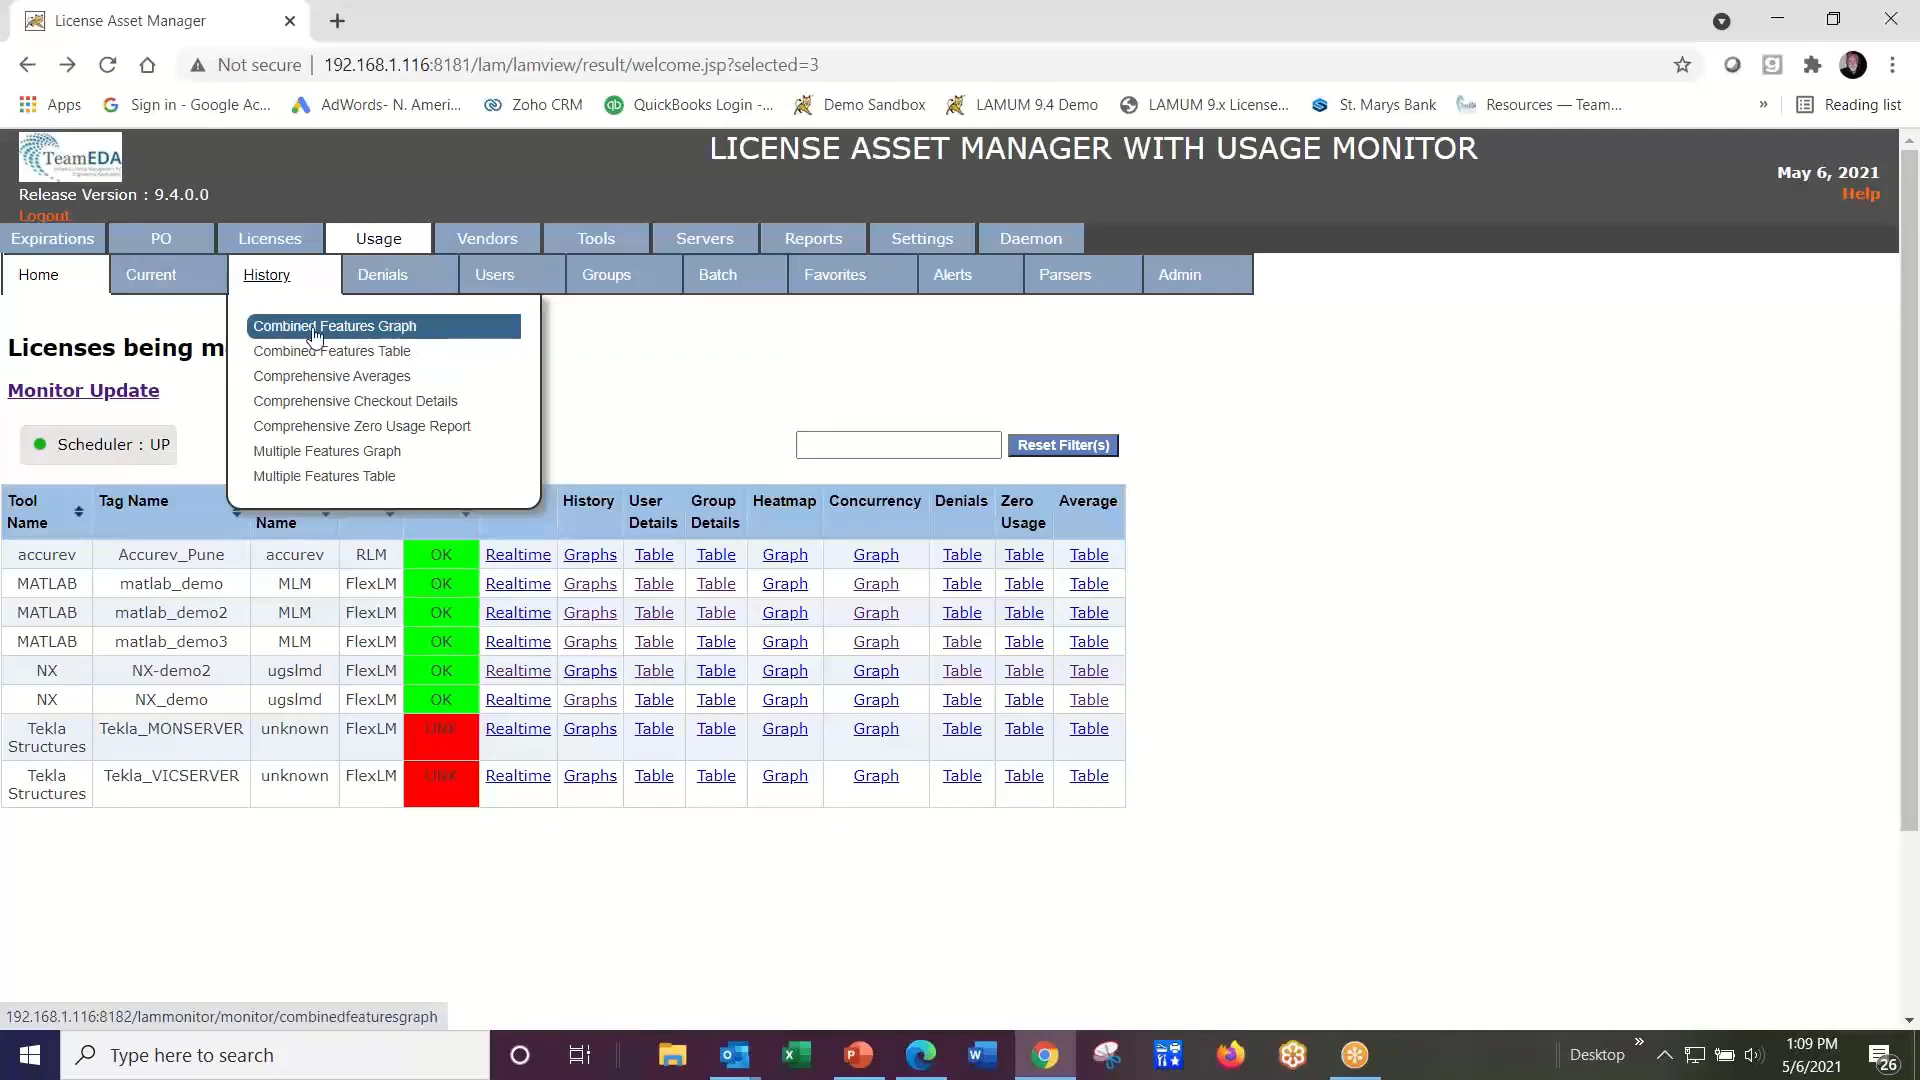 License Asset Manager
Not secure 192.168.1.116:8181/lam/lamview/result/welcome.jsp?selected=3
Apps Sign in - Google Ac... AdWords- N. Ameri... Zoho CRM QuickBooks Login -... Demo Sandbox LAMUM 9.4 Demo LAMUM 9.x License... St. Marys Bank Resources — Team... » Reading list
TeamEDA
LICENSE ASSET MANAGER WITH USAGE MONITOR
May 6, 2021
Release Version : 9.4.0.0
Help
Logout
Expirations PO Licenses Usage Vendors Tools Servers Reports Settings Daemon
Home Current History Denials Users Groups Batch Favorites Alerts Parsers Admin
Combined Features Graph
Licenses being m
Combined Features Table
Comprehensive Averages
Monitor Update
Comprehensive Checkout Details
Comprehensive Zero Usage Report
Scheduler : UP
Reset Filter(s)
Multiple Features Graph
Multiple Features Table
Tool Name Tag Name Name History User Details Group Details Heatmap Concurrency Denials Zero Usage Average
accurev Accurev_Pune accurev RLM OK Realtime Graphs Table Table Graph Graph Table Table Table
MATLAB matlab_demo MLM FlexLM OK Realtime Graphs Table Table Graph Graph Table Table Table
MATLAB matlab_demo2 MLM FlexLM OK Realtime Graphs Table Table Graph Graph Table Table Table
MATLAB matlab_demo3 MLM FlexLM OK Realtime Graphs Table Table Graph Graph Table Table Table
NX NX-demo2 ugslmd FlexLM OK Realtime Graphs Table Table Graph Graph Table Table Table
NX NX_demo ugslmd FlexLM OK Realtime Graphs Table Table Graph Graph Table Table Table
Tekla Structures Tekla_MONSERVER unknown FlexLM UNK Realtime Graphs Table Table Graph Graph Table Table Table
Tekla Structures Tekla_VICSERVER unknown FlexLM UNK Realtime Graphs Table Table Graph Graph Table Table Table
192.168.1.116:8182/lammonitor/monitor/combinedfeaturesgraph
Type here to search
Desktop »
1:09 PM
5/6/2021
26